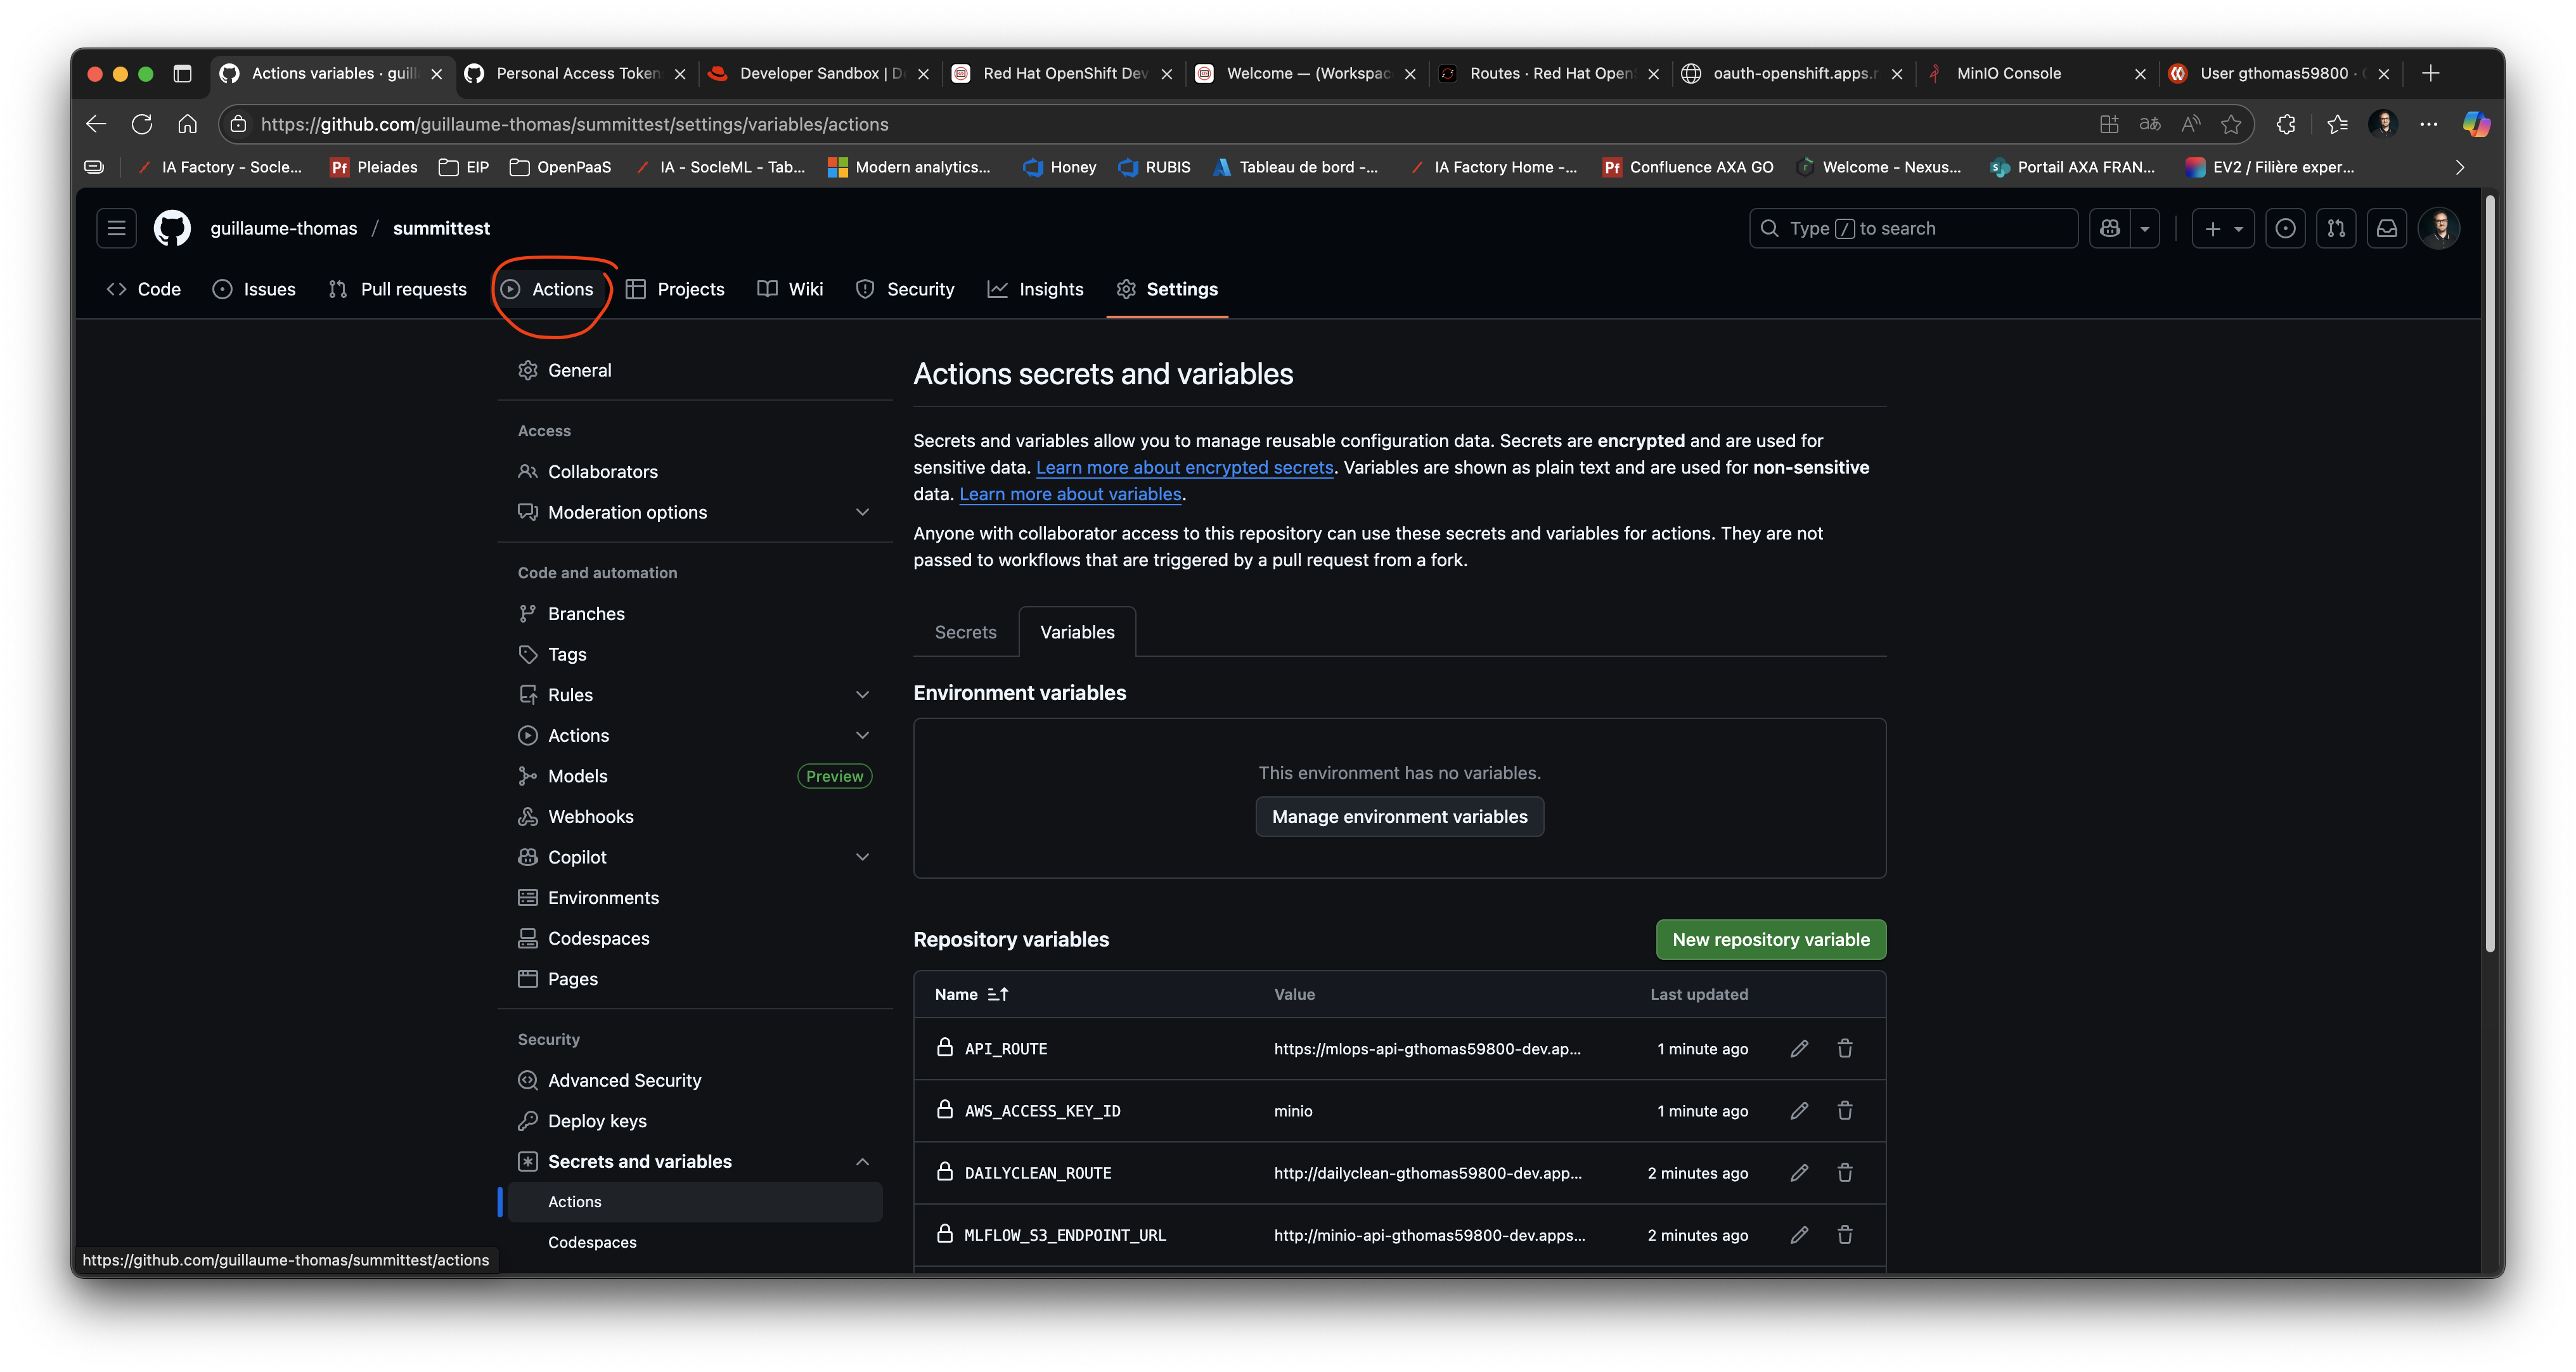 Actions variables · guill
Personal Access Token
Developer Sandbox | D
Red Hat OpenShift Dev
Welcome — (Workspac
Routes · Red Hat Open
oauth-openshift.apps.r
MinIO Console
User gthomas59800 ·
https://github.com/guillaume-thomas/summittest/settings/variables/actions
IA Factory - Socle...
Pf Pleiades
EIP
OpenPaaS
IA - SocleML - Tab...
Modern analytics...
Honey
RUBIS
Tableau de bord -...
IA Factory Home -...
Pf Confluence AXA GO
Welcome - Nexus...
Portail AXA FRAN...
EV2 / Filière exper...
guillaume-thomas / summittest
Type / to search
Code
Issues
Pull requests
Actions
Projects
Wiki
Security
Insights
Settings
General
Access
Collaborators
Moderation options
Code and automation
Branches
Tags
Rules
Actions
Models Preview
Webhooks
Copilot
Environments
Codespaces
Pages
Security
Advanced Security
Deploy keys
Secrets and variables
Actions
Codespaces
https://github.com/guillaume-thomas/summittest/actions
Actions secrets and variables
Secrets and variables allow you to manage reusable configuration data. Secrets are encrypted and are used for
sensitive data. Learn more about encrypted secrets. Variables are shown as plain text and are used for non-sensitive
data. Learn more about variables.
Anyone with collaborator access to this repository can use these secrets and variables for actions. They are not
passed to workflows that are triggered by a pull request from a fork.
Secrets
Variables
Environment variables
This environment has no variables.
Manage environment variables
Repository variables
New repository variable
Name Value Last updated
API_ROUTE https://mlops-api-gthomas59800-dev.ap... 1 minute ago
AWS_ACCESS_KEY_ID minio 1 minute ago
DAILYCLEAN_ROUTE http://dailyclean-gthomas59800-dev.app... 2 minutes ago
MLFLOW_S3_ENDPOINT_URL http://minio-api-gthomas59800-dev.apps... 2 minutes ago